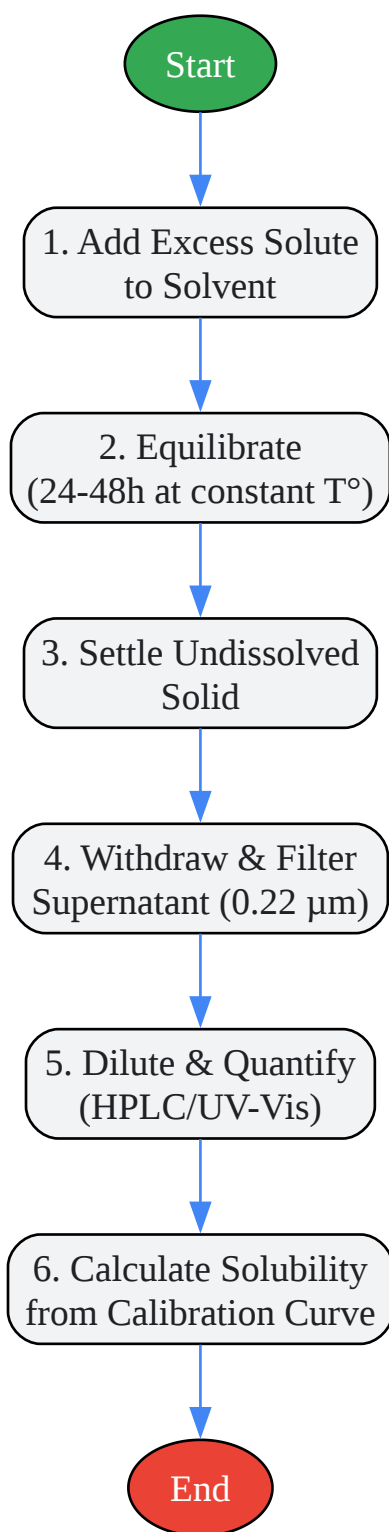 Start
1. Add Excess Solute
to Solvent
2. Equilibrate
(24-48h at constant T°)
3. Settle Undissolved
Solid
4. Withdraw & Filter
Supernatant (0.22 µm)
5. Dilute & Quantify
(HPLC/UV-Vis)
6. Calculate Solubility
from Calibration Curve
End